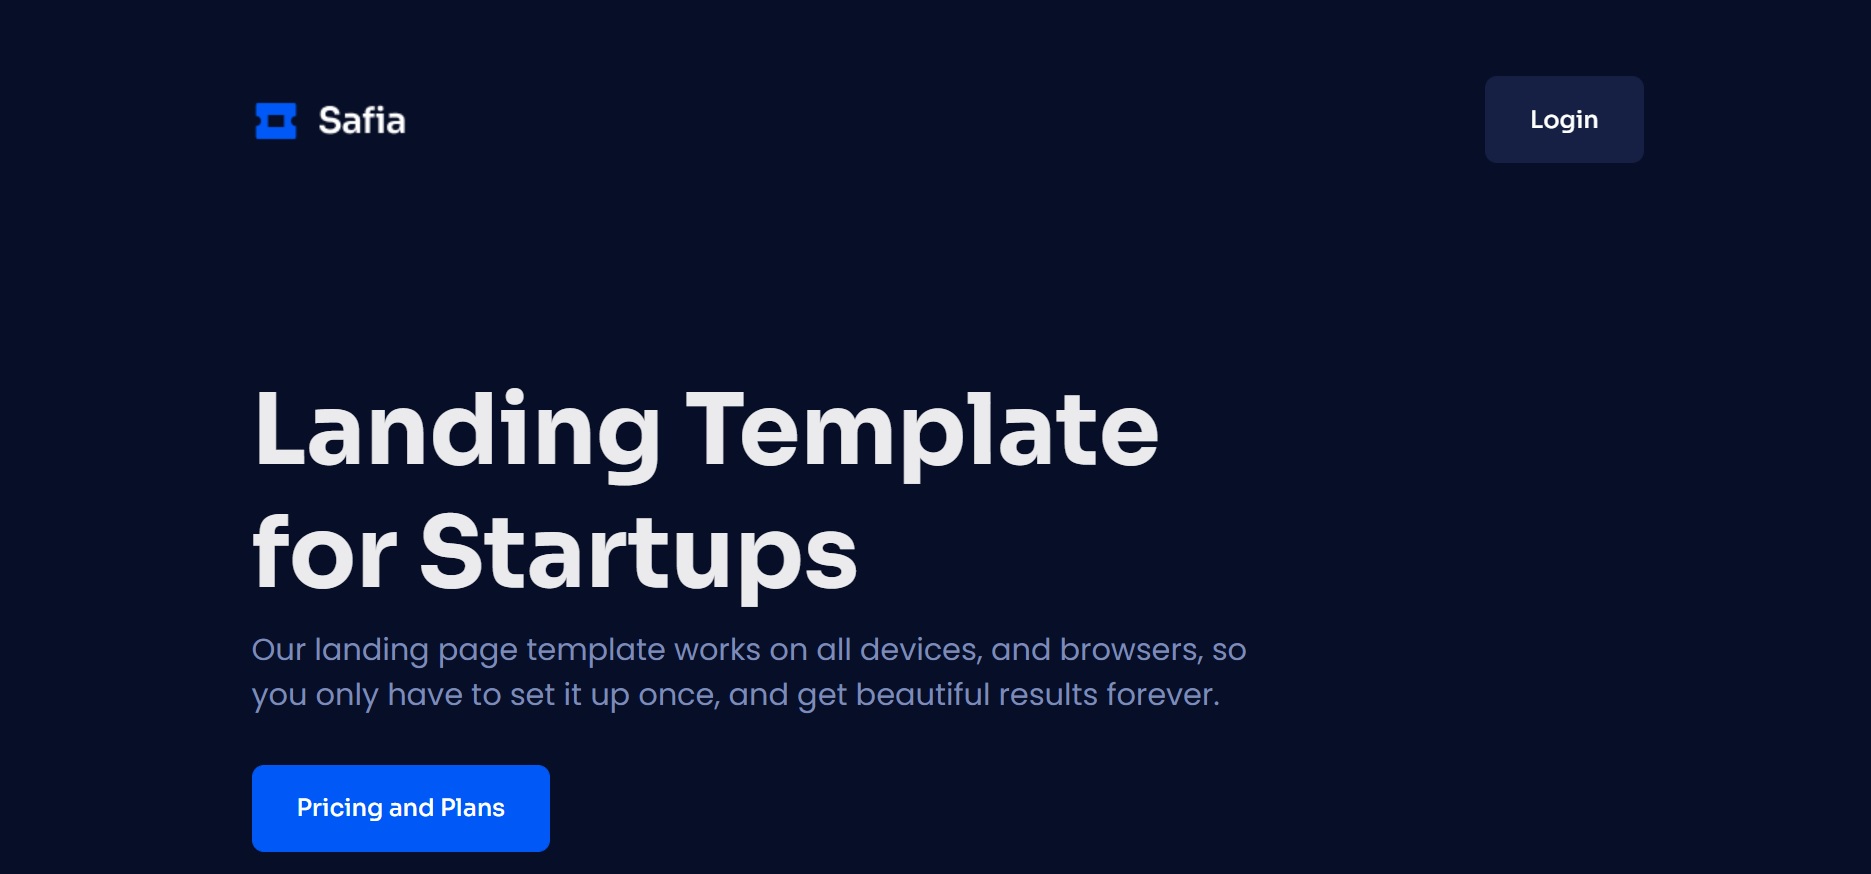 Safia
Login
Landing Template
for Startups
Our landing page template works on all devices, and browsers, so
you only have to set it up once, and get beautiful results forever.
Pricing and Plans